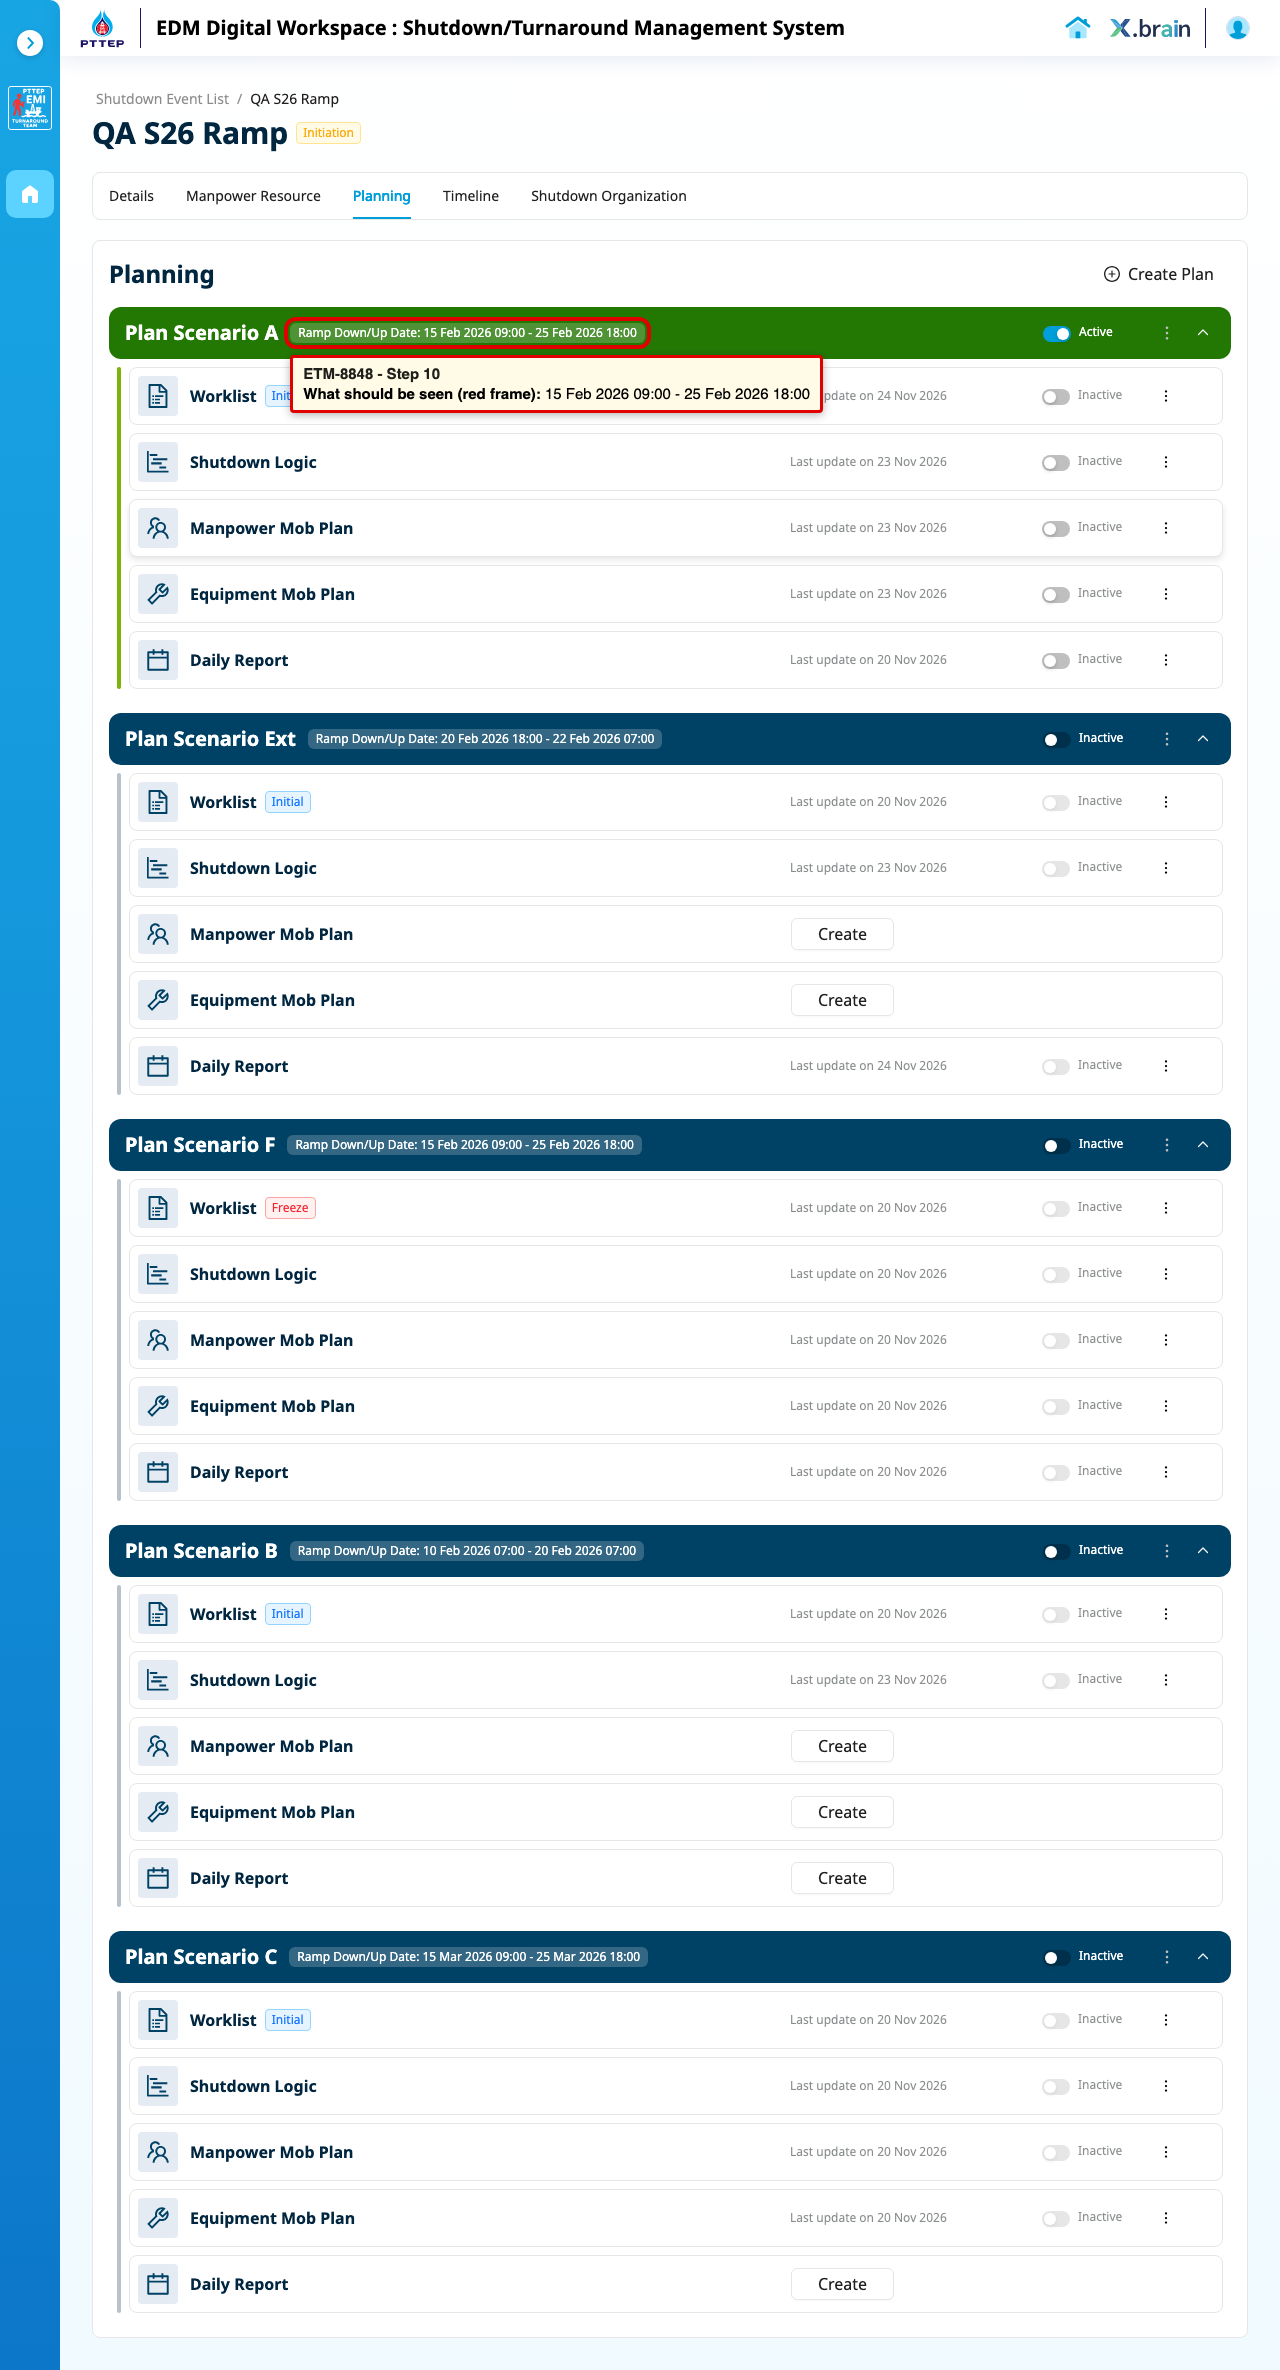 PTTEP
EDM Digital Workspace : Shutdown/Turnaround Management System
X.brain
PTTEP
EMI
TURNAROUND
TEAM
Shutdown Event List / QA S26 Ramp
QA S26 Ramp Initiation
Details Manpower Resource Planning Timeline Shutdown Organization
Planning
Create Plan
Plan Scenario A Ramp Down/Up Date: 15 Feb 2026 09:00 - 25 Feb 2026 18:00 Active
ETM-8848 - Step 10
What should be seen (red frame): 15 Feb 2026 09:00 - 25 Feb 2026 18:00
Worklist Init pdate on 24 Nov 2026 Inactive
Shutdown Logic Last update on 23 Nov 2026 Inactive
Manpower Mob Plan Last update on 23 Nov 2026 Inactive
Equipment Mob Plan Last update on 23 Nov 2026 Inactive
Daily Report Last update on 20 Nov 2026 Inactive
Plan Scenario Ext Ramp Down/Up Date: 20 Feb 2026 18:00 - 22 Feb 2026 07:00 Inactive
Worklist Initial Last update on 20 Nov 2026 Inactive
Shutdown Logic Last update on 23 Nov 2026 Inactive
Manpower Mob Plan Create
Equipment Mob Plan Create
Daily Report Last update on 24 Nov 2026 Inactive
Plan Scenario F Ramp Down/Up Date: 15 Feb 2026 09:00 - 25 Feb 2026 18:00 Inactive
Worklist Freeze Last update on 20 Nov 2026 Inactive
Shutdown Logic Last update on 20 Nov 2026 Inactive
Manpower Mob Plan Last update on 20 Nov 2026 Inactive
Equipment Mob Plan Last update on 20 Nov 2026 Inactive
Daily Report Last update on 20 Nov 2026 Inactive
Plan Scenario B Ramp Down/Up Date: 10 Feb 2026 07:00 - 20 Feb 2026 07:00 Inactive
Worklist Initial Last update on 20 Nov 2026 Inactive
Shutdown Logic Last update on 23 Nov 2026 Inactive
Manpower Mob Plan Create
Equipment Mob Plan Create
Daily Report Create
Plan Scenario C Ramp Down/Up Date: 15 Mar 2026 09:00 - 25 Mar 2026 18:00 Inactive
Worklist Initial Last update on 20 Nov 2026 Inactive
Shutdown Logic Last update on 20 Nov 2026 Inactive
Manpower Mob Plan Last update on 20 Nov 2026 Inactive
Equipment Mob Plan Last update on 20 Nov 2026 Inactive
Daily Report Create